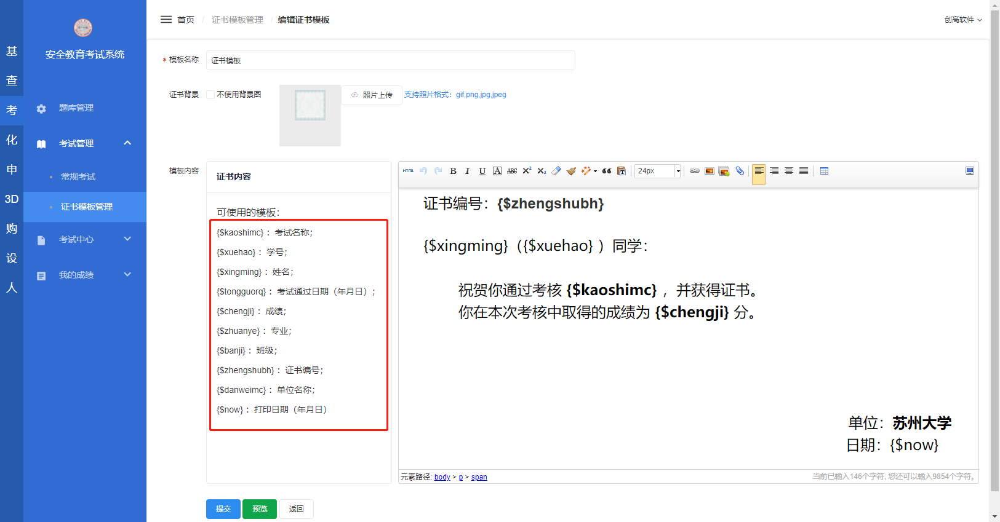 基
查
考
化
申
3D
购
设
人
安全教育考试系统
题库管理
考试管理
常规考试
证书模板管理
考试中心
我的成绩
首页 / 证书模板管理 / 编辑证书模板
创高软件
* 模板名称
证书模板
证书背景 不使用背景图
照片上传 支持照片格式：gif,png,jpg,jpeg
模板内容
证书内容
可使用的模板：
{$kaoshimc} ：考试名称；
{$xuehao} ：学号；
{$xingming} ：姓名；
{$tongguorq} ：考试通过日期（年月日）；
{$chengji} ：成绩；
{$zhuanye} ：专业；
{$banji} ：班级；
{$zhengshubh} ：证书编号；
{$danweimc} ：单位名称；
{$now} ：打印日期（年月日）
HTML B I U A ABC X² X₂ 24px
证书编号：{$zhengshubh}
{$xingming}（{$xuehao} ）同学：
祝贺你通过考核 {$kaoshimc} ，并获得证书。
你在本次考核中取得的成绩为 {$chengji} 分。
单位：苏州大学
日期：{$now}
元素路径: body > p > span
当前已输入146个字符, 您还可以输入9854个字符。
提交 预览 返回